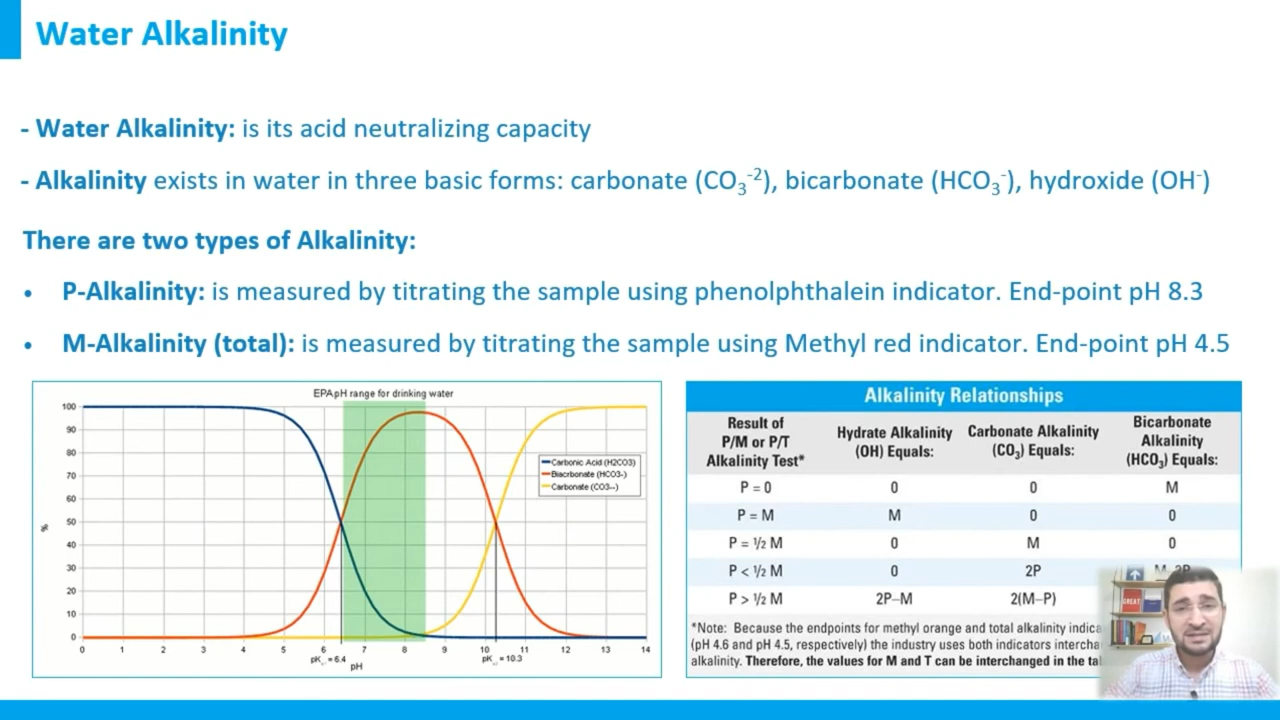 Water Alkalinity
- Water Alkalinity: is its acid neutralizing capacity
- Alkalinity exists in water in three basic forms: carbonate (CO₃⁻²), bicarbonate (HCO₃⁻), hydroxide (OH⁻)
There are two types of Alkalinity:
• P-Alkalinity: is measured by titrating the sample using phenolphthalein indicator. End-point pH 8.3
• M-Alkalinity (total): is measured by titrating the sample using Methyl red indicator. End-point pH 4.5
EPA pH range for drinking water
100
90
80
70
60
50
40
30
20
10
0
%
Carbonic Acid (H2CO3)
Biacrbonate (HCO3-)
Carbonate (CO3--)
0 1 2 3 4 5 6 7 8 9 10 11 12 13 14
= 6.4
= 10.3
pH
Alkalinity Relationships
Result of P/M or P/T Alkalinity Test* Hydrate Alkalinity (OH) Equals: Carbonate Alkalinity (CO₃) Equals: Bicarbonate Alkalinity (HCO₃) Equals:
P = 0 0 0 M
P = M M 0 0
P = ½ M 0 M 0
P < ½ M 0 2P
P > ½ M 2P–M 2(M–P)
*Note: Because the endpoints for methyl orange and total alkalinity indica
(pH 4.6 and pH 4.5, respectively) the industry uses both indicators intercha
alkalinity. Therefore, the values for M and T can be interchanged in the ta
GREAT